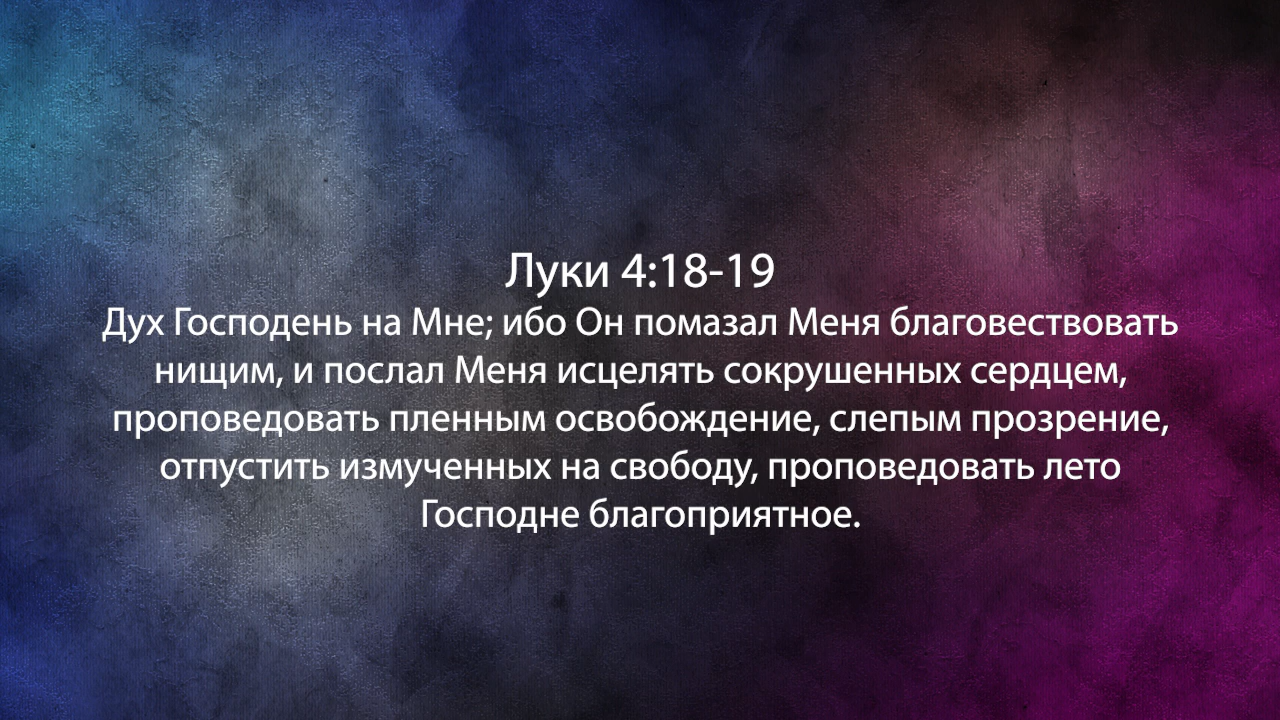 Луки 4:18-19
Дух Господень на Мне; ибо Он помазал Меня благовествовать
нищим, и послал Меня исцелять сокрушенных сердцем,
проповедовать пленным освобождение, слепым прозрение,
отпустить измученных на свободу, проповедовать лето
Господне благоприятное.